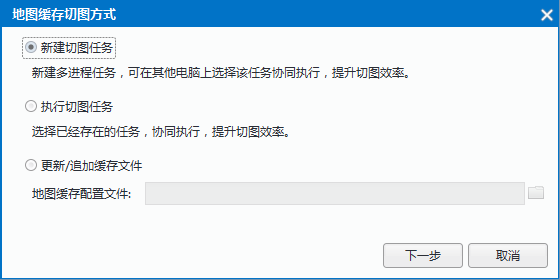 地图缓存切图方式
新建切图任务
新建多进程任务，可在其他电脑上选择该任务协同执行，提升切图效率。
执行切图任务
选择已经存在的任务，协同执行，提升切图效率。
更新/追加缓存文件
地图缓存配置文件:
下一步 取消